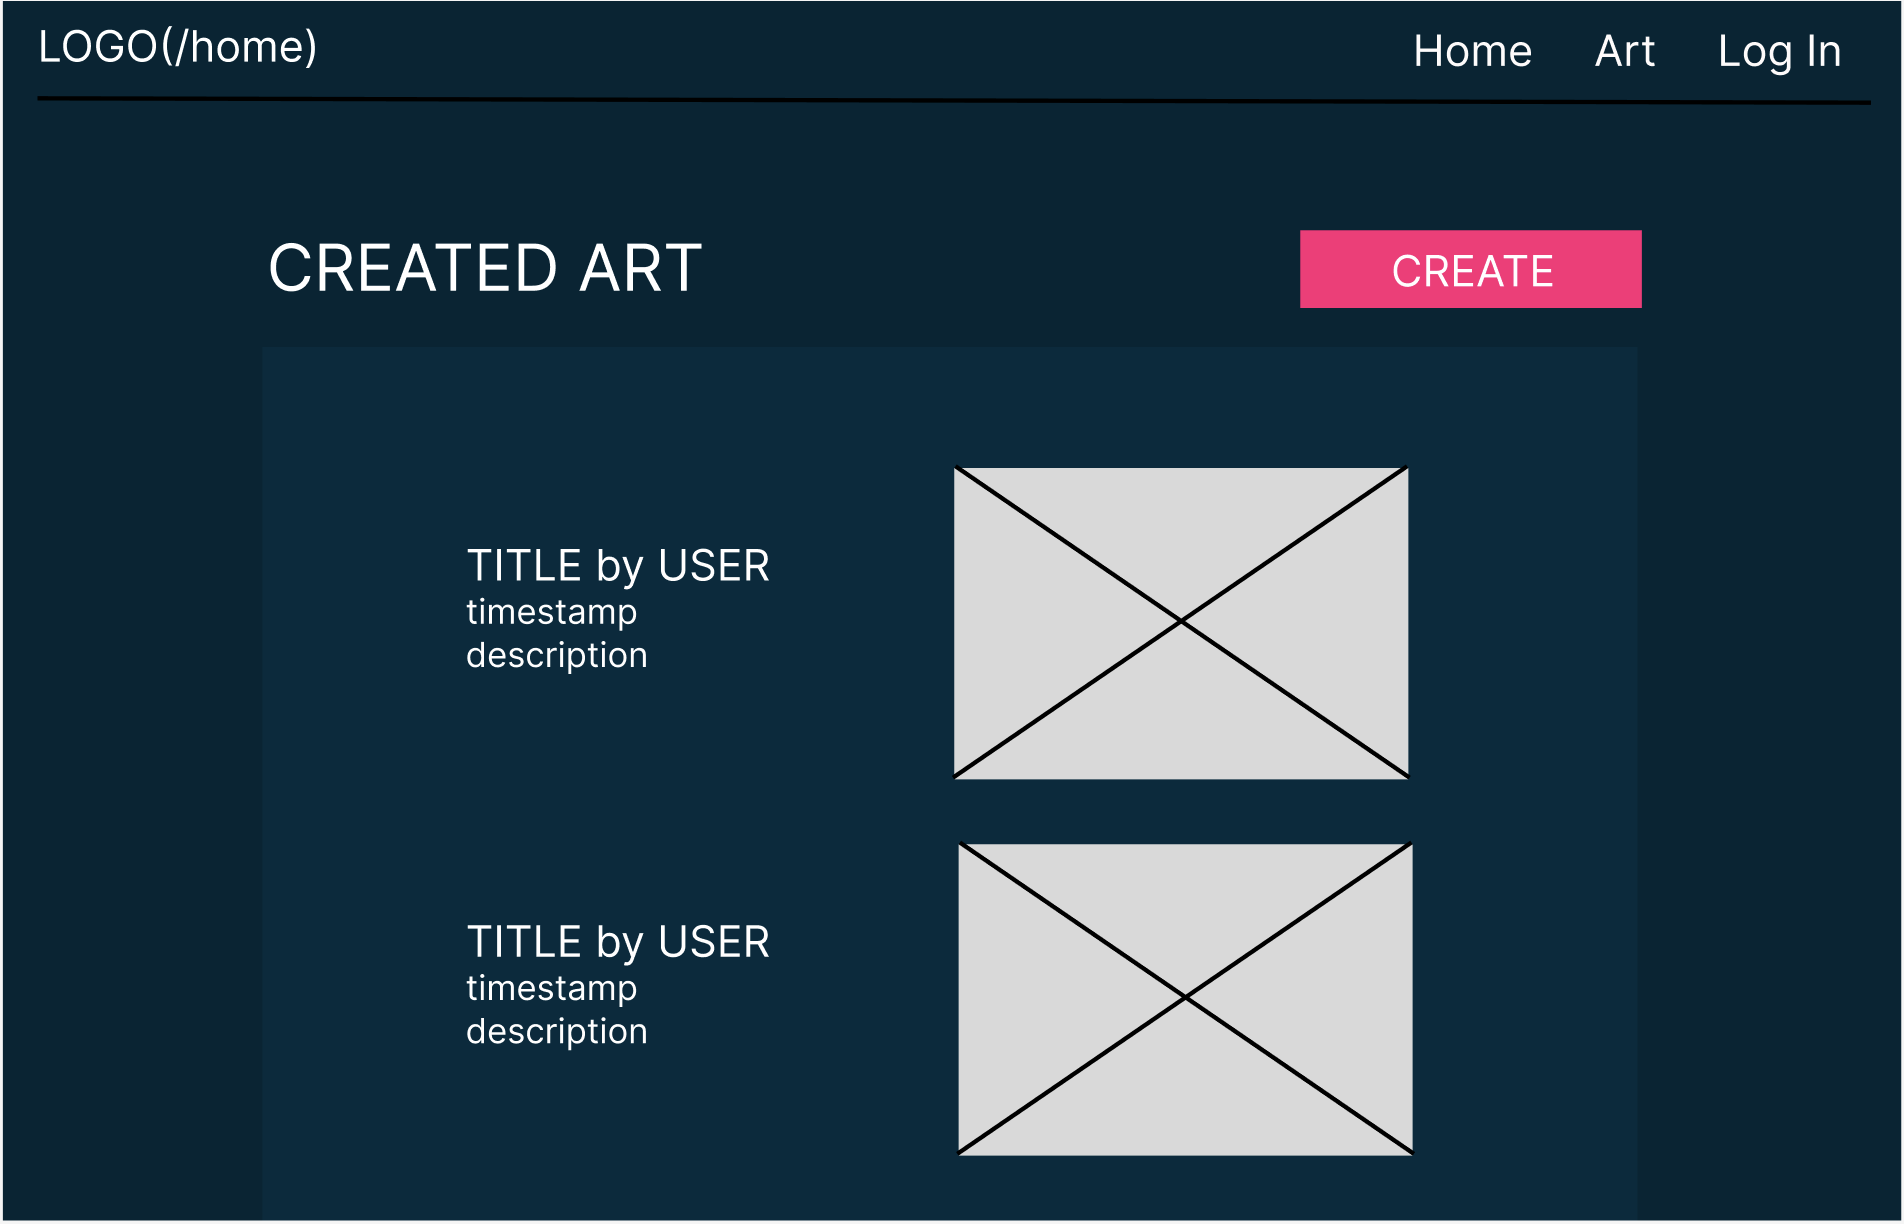 LOGO(/home)
Home Art Log In
CREATED ART
CREATE
TITLE by USER
timestamp
description
TITLE by USER
timestamp
description